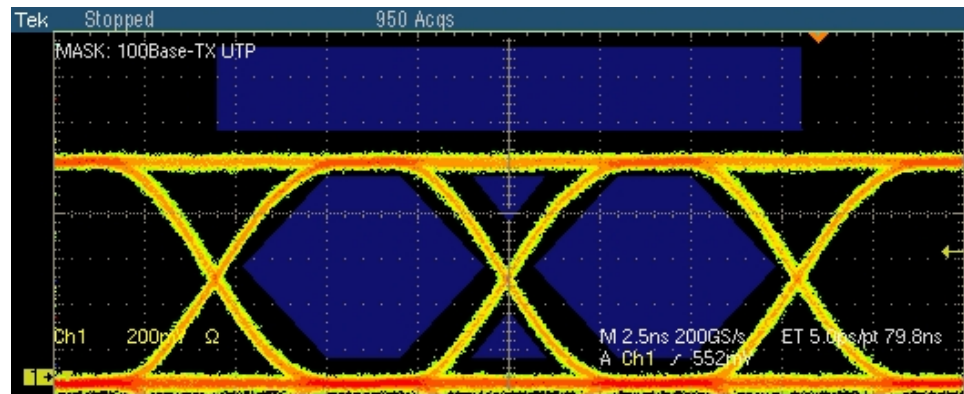 Tek Stopped 950 Acqs
MASK: 100Base-TX UTP
Ch1 200mV Ω M 2.5ns 200GS/s ET 5.0ps/pt 79.8ns
A Ch1 552mV
1